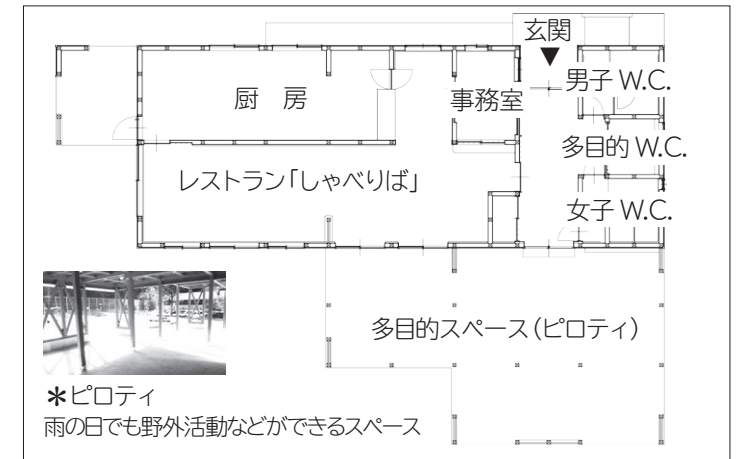 玄関
▼
男子 W.C.
厨 房
事務室
多目的 W.C.
レストラン「しゃべりば」
女子 W.C.
多目的スペース(ピロティ)
＊ピロティ
雨の日でも野外活動などができるスペース